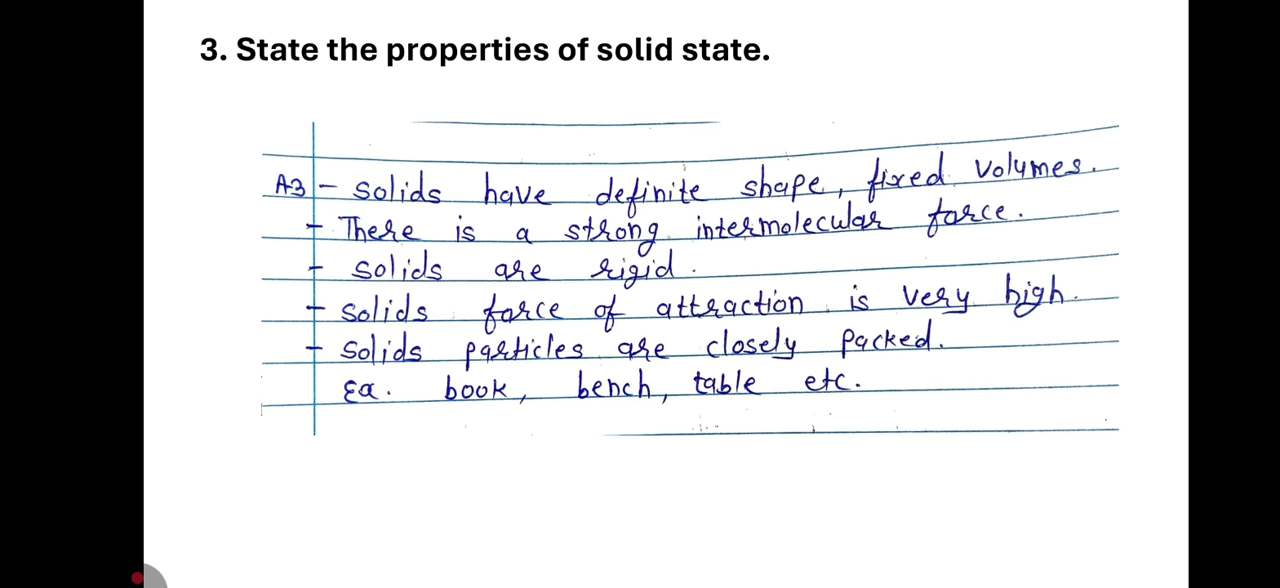 3. State the properties of solid state.
A3 - solids have definite shape, fixed volumes.
- There is a strong intermolecular force.
- solids are rigid.
- solids force of attraction is very high.
- solids particles are closely packed.
Ex. book, bench, table etc.